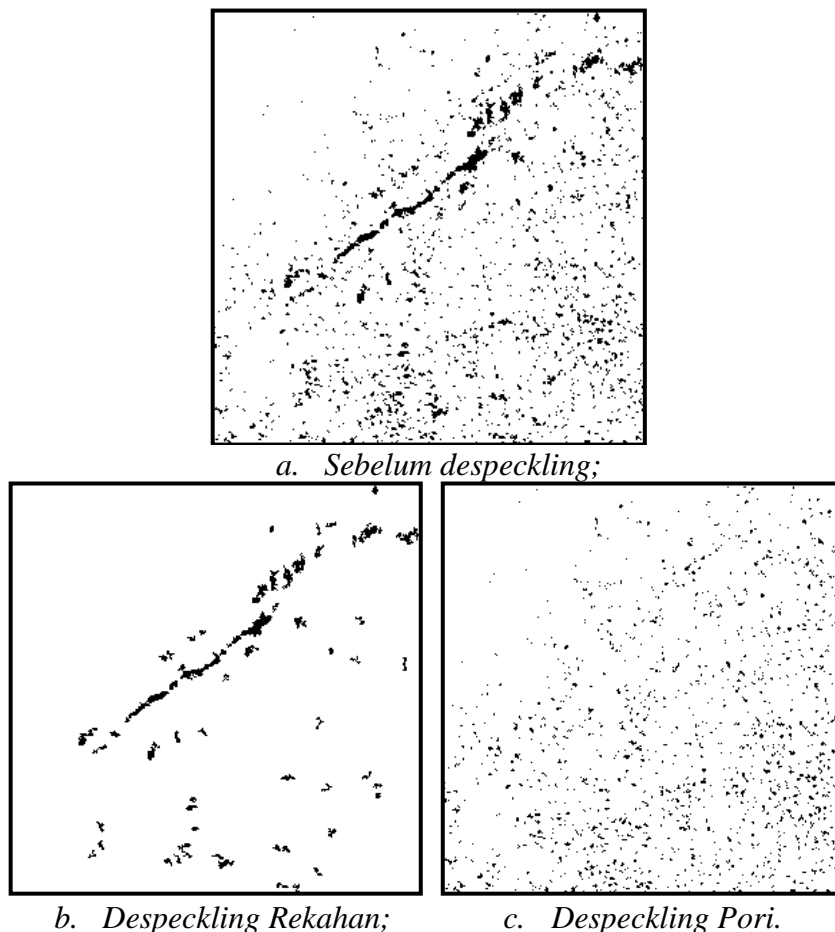 a. Sebelum despeckling;
b. Despeckling Rekahan;
c. Despeckling Pori.